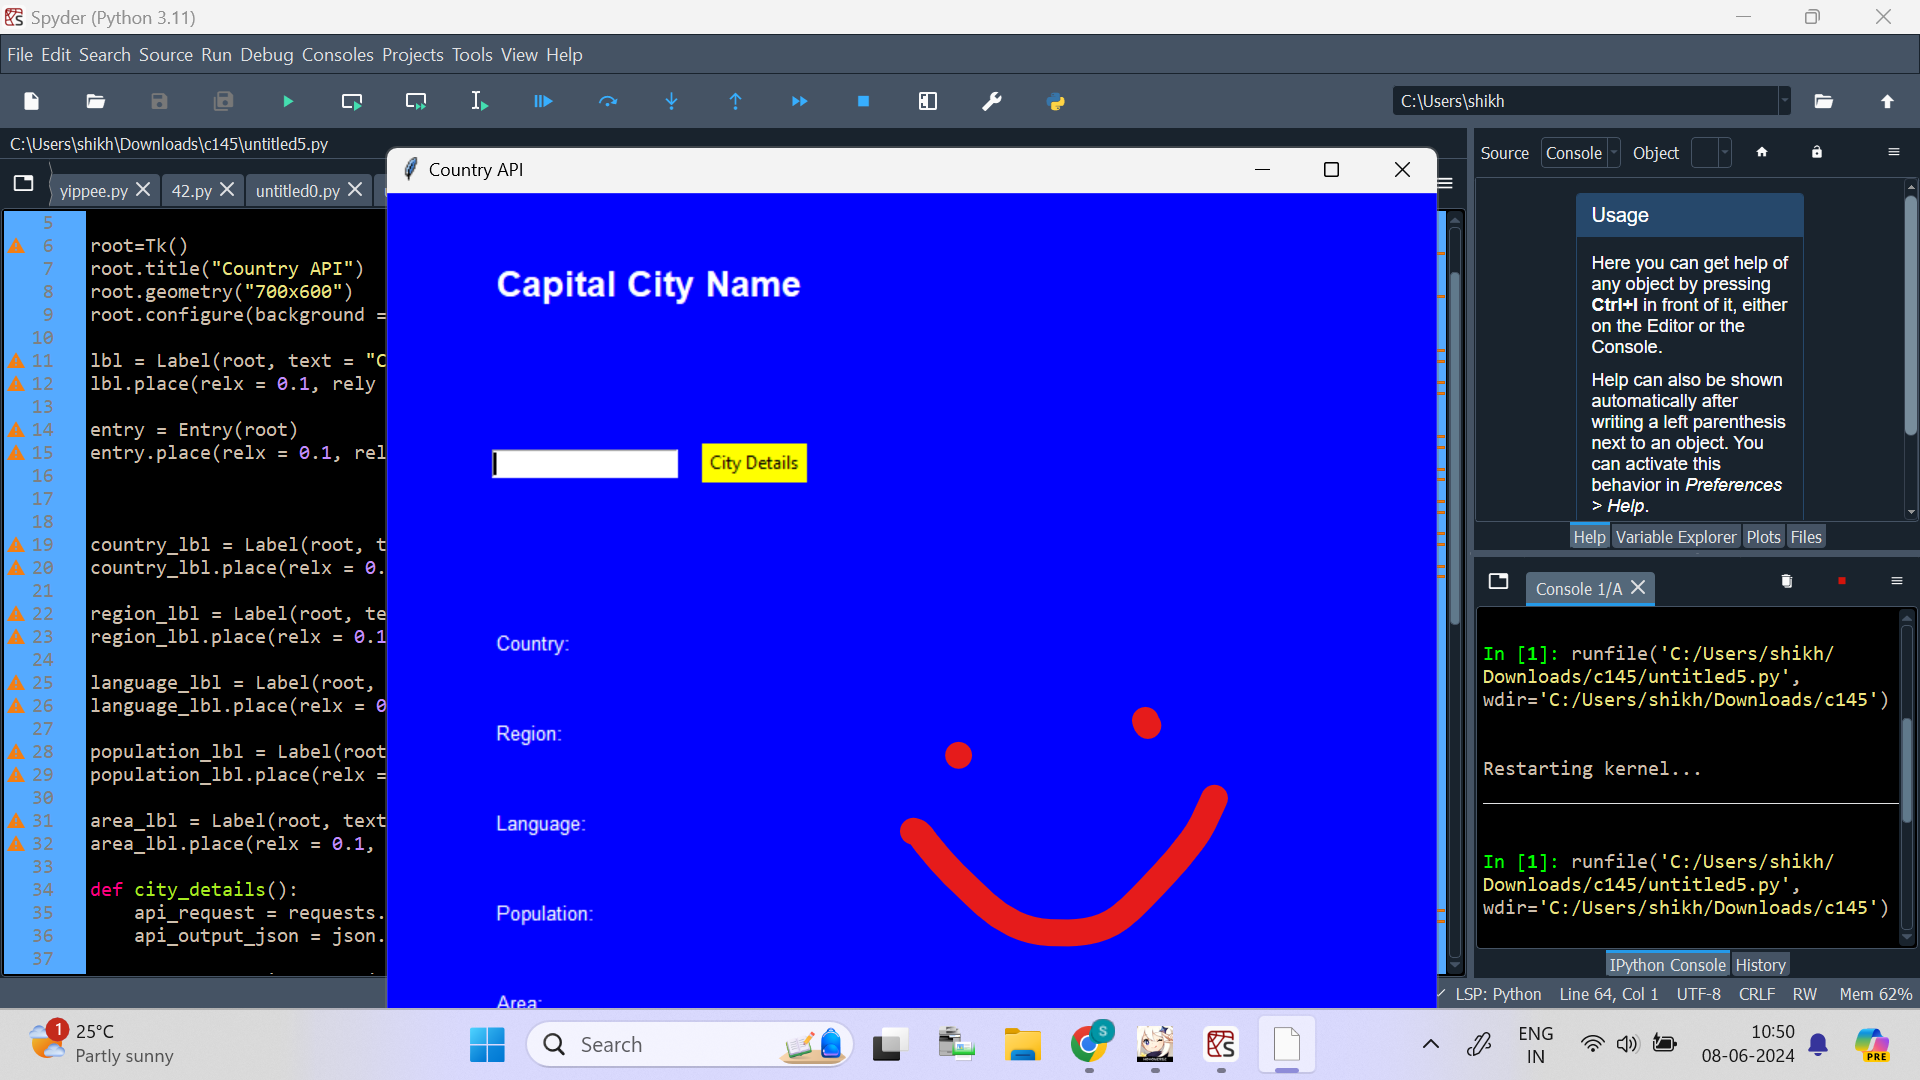 Spyder (Python 3.11)
File Edit Search Source Run Debug Consoles Projects Tools View Help
C:\Users\shikh
C:\Users\shikh\Downloads\c145\untitled5.py
yippee.py 42.py untitled0.py
5
6 root=Tk()
7 root.title("Country API")
8 root.geometry("700x600")
9 root.configure(background =
10
11 lbl = Label(root, text = "C
12 lbl.place(relx = 0.1, rely
13
14 entry = Entry(root)
15 entry.place(relx = 0.1, rel
16
17
18
19 country_lbl = Label(root, t
20 country_lbl.place(relx = 0.
21
22 region_lbl = Label(root, te
23 region_lbl.place(relx = 0.1
24
25 language_lbl = Label(root,
26 language_lbl.place(relx = 0
27
28 population_lbl = Label(root
29 population_lbl.place(relx =
30
31 area_lbl = Label(root, text
32 area_lbl.place(relx = 0.1,
33
34 def city_details():
35 api_request = requests.
36 api_output_json = json.
37
Country API
Capital City Name
City Details
Country:
Region:
Language:
Population:
Area:
Source Console Object
Usage
Here you can get help of
any object by pressing
Ctrl+I in front of it, either
on the Editor or the
Console.
Help can also be shown
automatically after
writing a left parenthesis
next to an object. You
can activate this
behavior in Preferences
> Help.
Help Variable Explorer Plots Files
Console 1/A
In [1]: runfile('C:/Users/shikh/
Downloads/c145/untitled5.py',
wdir='C:/Users/shikh/Downloads/c145')
Restarting kernel...
In [1]: runfile('C:/Users/shikh/
Downloads/c145/untitled5.py',
wdir='C:/Users/shikh/Downloads/c145')
IPython Console History
LSP: Python Line 64, Col 1 UTF-8 CRLF RW Mem 62%
1
25°C
Partly sunny
Search
S
ENG
IN
10:50
08-06-2024
PRE